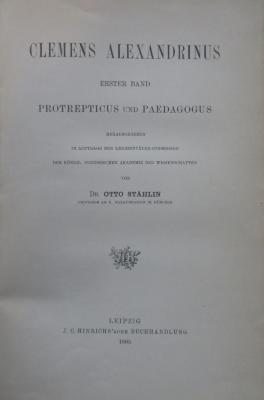 CLEMENS ALEXANDRINUS
ERSTER BAND
PROTREPTICUS UND PAEDAGOGUS
HERAUSGEGEBEN
IM AUFTRAGE DER KIRCHENVÄTER-COMMISSION
DER KÖNIGL. PREUSSISCHEN AKADEMIE DER WISSENSCHAFTEN
VON
DR. OTTO STÄHLIN
LEIPZIG
J. C. HINRICHS'sche BUCHHANDLUNG
1905